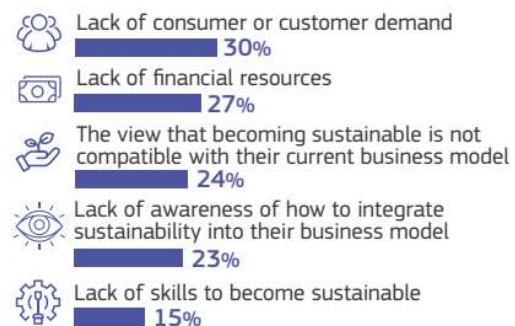 Lack of consumer or customer demand
30%
Lack of financial resources
27%
The view that becoming sustainable is not
compatible with their current business model
24%
Lack of awareness of how to integrate
sustainability into their business model
23%
Lack of skills to become sustainable
15%